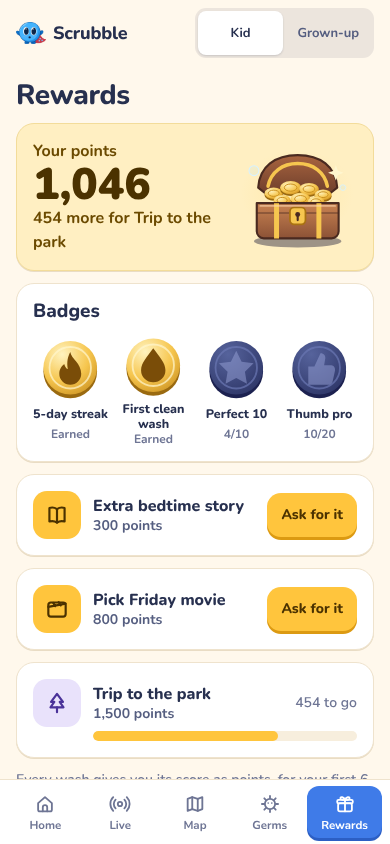 Scrubble
Kid
Grown-up
Rewards
Your points
1,046
454 more for Trip to the
park
Badges
5-day streak
Earned
First clean
wash
Earned
Perfect 10
4/10
Thumb pro
10/20
Extra bedtime story
300 points
Ask for it
Pick Friday movie
800 points
Ask for it
Trip to the park
1,500 points
454 to go
Every wash gives you its score as points, for your first 6
Home
Live
Map
Germs
Rewards